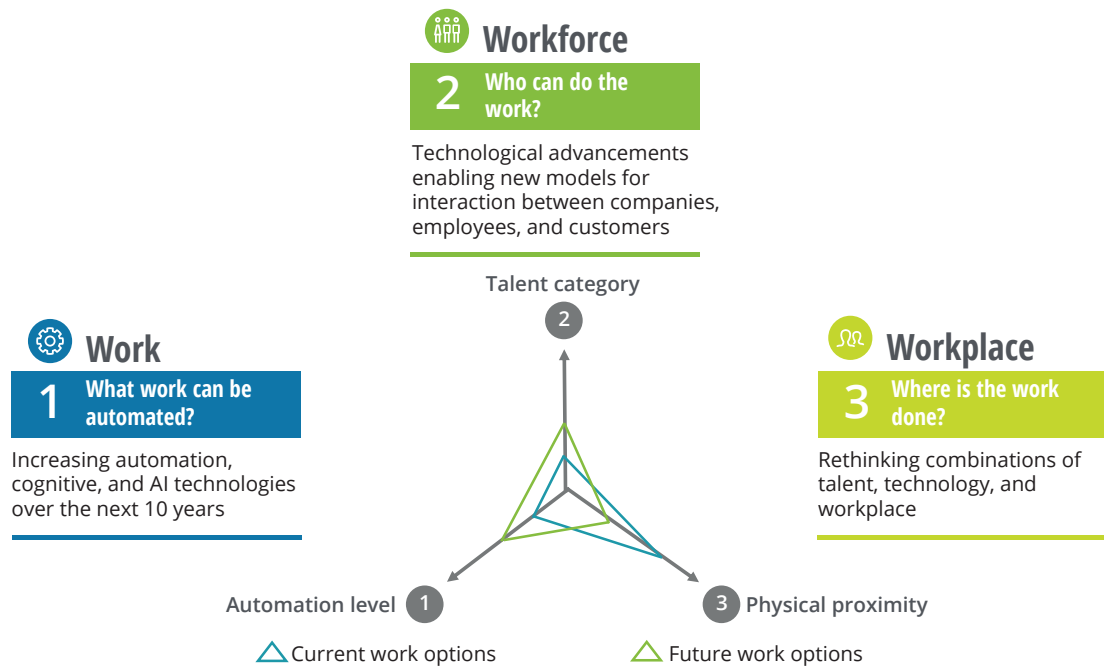 Workforce
2
Who can do the
work?
Technological advancements
enabling new models for
interaction between companies,
employees, and customers
Talent category
2
Work
1
What work can be
automated?
Increasing automation,
cognitive, and AI technologies
over the next 10 years
Workplace
3
Where is the work
done?
Rethinking combinations of
talent, technology, and
workplace
Automation level
1
3
Physical proximity
Current work options
Future work options